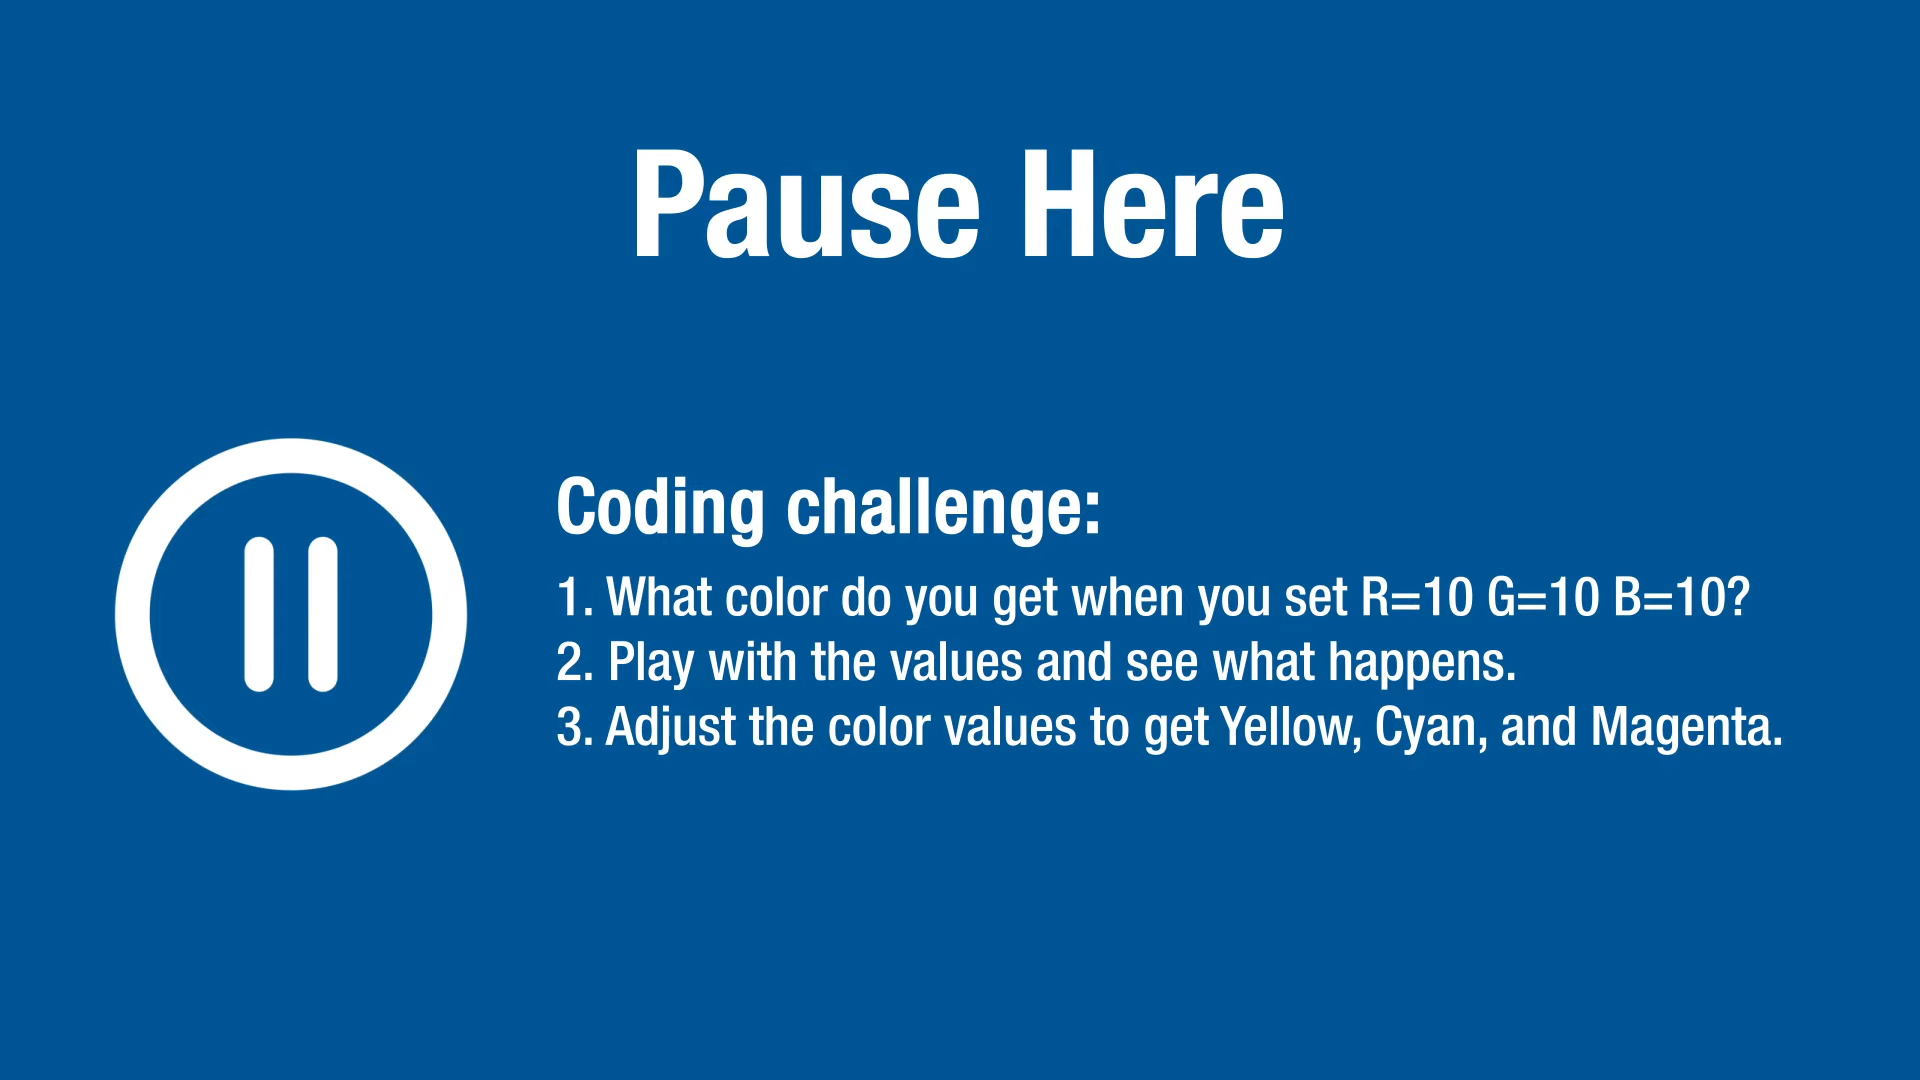 Pause Here
Coding challenge:
1. What color do you get when you set R=10 G=10 B=10?
2. Play with the values and see what happens.
3. Adjust the color values to get Yellow, Cyan, and Magenta.